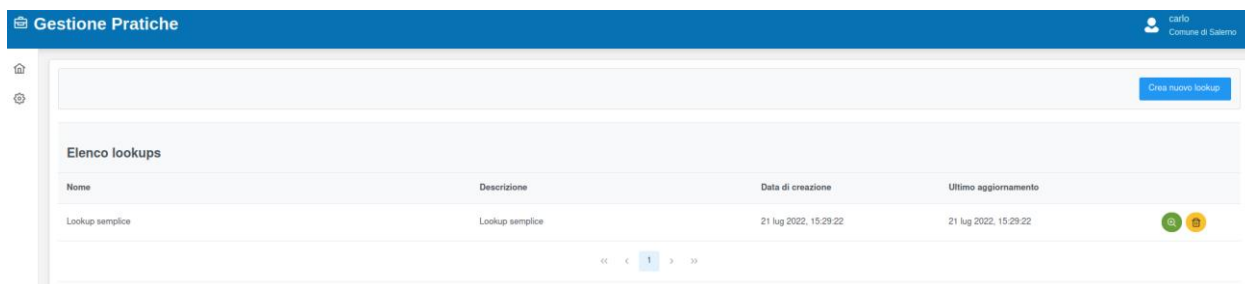 Gestione Pratiche
carlo
Comune di Salerno
Crea nuovo lookup
Elenco lookups
Nome Descrizione Data di creazione Ultimo aggiornamento
Lookup semplice Lookup semplice 21 lug 2022, 15:29:22 21 lug 2022, 15:29:22
« ‹ 1 › »